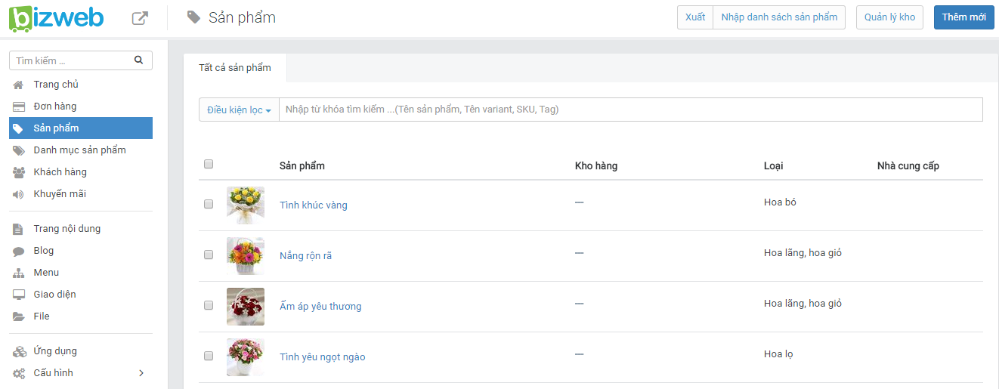 bizweb
Sản phẩm
Xuất
Nhập danh sách sản phẩm
Quản lý kho
Thêm mới
Tìm kiếm ...
Trang chủ
Đơn hàng
Sản phẩm
Danh mục sản phẩm
Khách hàng
Khuyến mãi
Trang nội dung
Blog
Menu
Giao diện
File
Ứng dụng
Cấu hình
Tất cả sản phẩm
Điều kiện lọc
Nhập từ khóa tìm kiếm ...(Tên sản phẩm, Tên variant, SKU, Tag)
Sản phẩm Kho hàng Loại Nhà cung cấp
Tình khúc vàng — Hoa bó
Nắng rộn rã — Hoa lãng, hoa giỏ
Ấm áp yêu thương — Hoa lãng, hoa giỏ
Tình yêu ngọt ngào — Hoa lọ